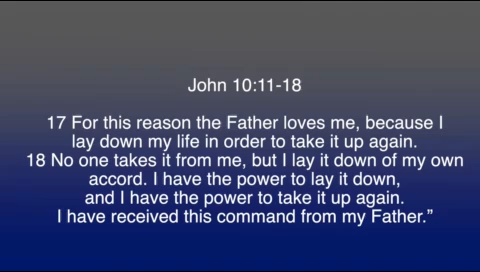 John 10:11-18
17 For this reason the Father loves me, because I
lay down my life in order to take it up again.
18 No one takes it from me, but I lay it down of my own
accord. I have the power to lay it down,
and I have the power to take it up again.
I have received this command from my Father.”